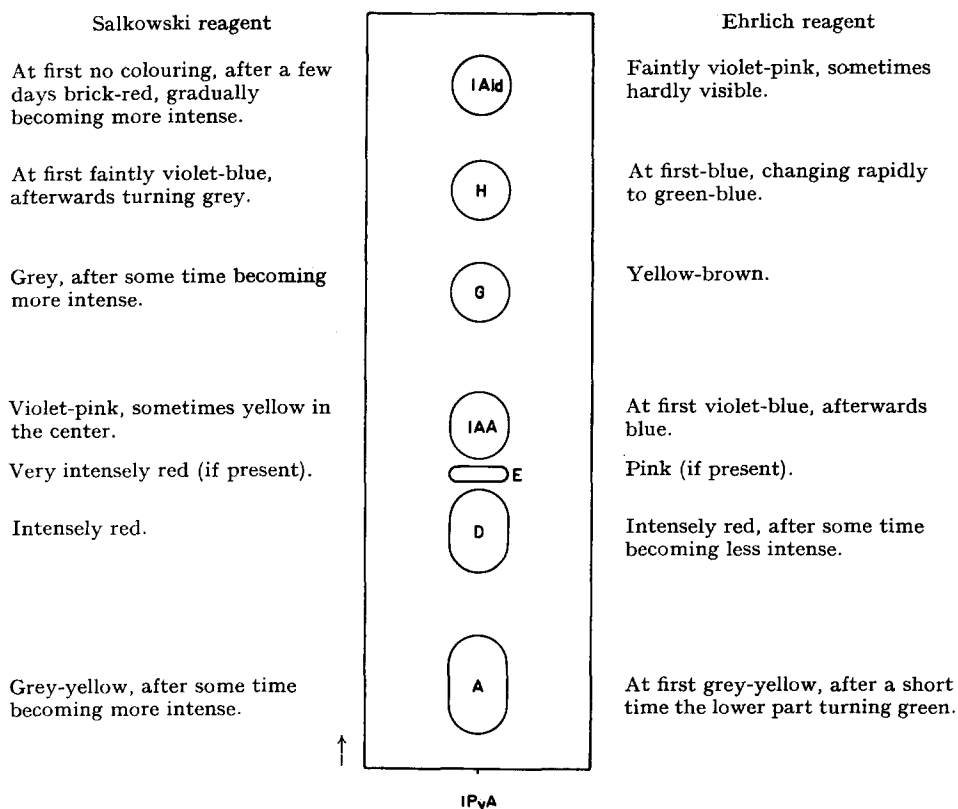 Salkowski reagent
Ehrlich reagent
At first no colouring, after a few
days brick-red, gradually
becoming more intense.
IAld
Faintly violet-pink, sometimes
hardly visible.
At first faintly violet-blue,
afterwards turning grey.
H
At first-blue, changing rapidly
to green-blue.
Grey, after some time becoming
more intense.
G
Yellow-brown.
Violet-pink, sometimes yellow in
the center.
IAA
At first violet-blue, afterwards
blue.
Very intensely red (if present).
E
Pink (if present).
Intensely red.
D
Intensely red, after some time
becoming less intense.
Grey-yellow, after some time
becoming more intense.
A
At first grey-yellow, after a short
time the lower part turning green.
↑
IPyA